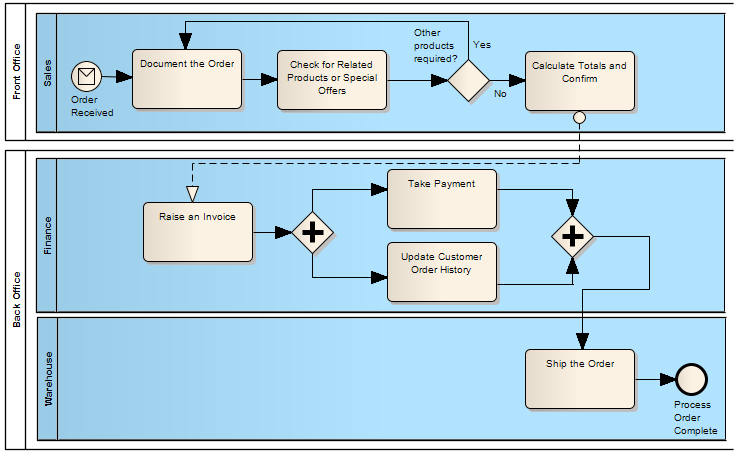 Front Office
Sales
Order
Received
Document the Order
Check for Related
Products or Special
Offers
Other
products
required?
Yes
No
Calculate Totals and
Confirm
Back Office
Finance
Raise an Invoice
Take Payment
Update Customer
Order History
Warehouse
Ship the Order
Process
Order
Complete